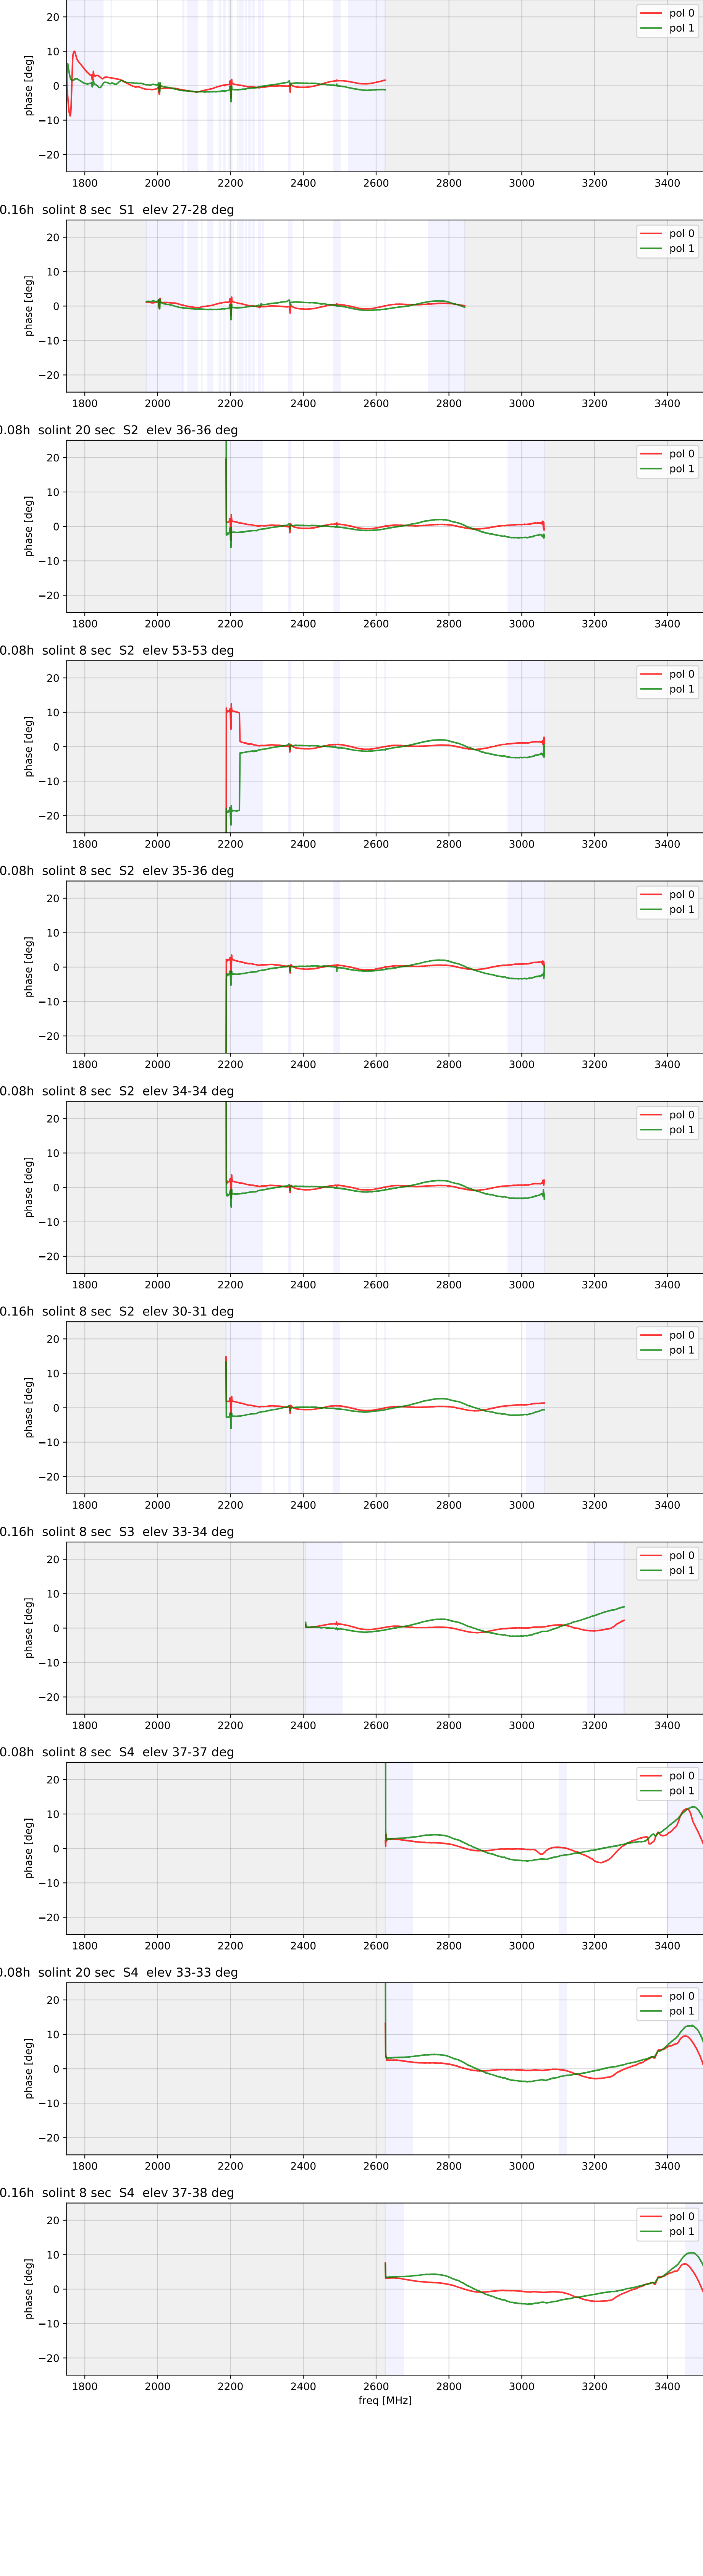 20
10
0
−10
−20
phase [deg]
pol 0
pol 1
1800 2000 2200 2400 2600 2800 3000 3200 3400
0.16h solint 8 sec S1 elev 27-28 deg
20
10
0
−10
−20
phase [deg]
pol 0
pol 1
1800 2000 2200 2400 2600 2800 3000 3200 3400
0.08h solint 20 sec S2 elev 36-36 deg
20
10
0
−10
−20
phase [deg]
pol 0
pol 1
1800 2000 2200 2400 2600 2800 3000 3200 3400
0.08h solint 8 sec S2 elev 53-53 deg
20
10
0
−10
−20
phase [deg]
pol 0
pol 1
1800 2000 2200 2400 2600 2800 3000 3200 3400
0.08h solint 8 sec S2 elev 35-36 deg
20
10
0
−10
−20
phase [deg]
pol 0
pol 1
1800 2000 2200 2400 2600 2800 3000 3200 3400
0.08h solint 8 sec S2 elev 34-34 deg
20
10
0
−10
−20
phase [deg]
pol 0
pol 1
1800 2000 2200 2400 2600 2800 3000 3200 3400
0.16h solint 8 sec S2 elev 30-31 deg
20
10
0
−10
−20
phase [deg]
pol 0
pol 1
1800 2000 2200 2400 2600 2800 3000 3200 3400
0.16h solint 8 sec S3 elev 33-34 deg
20
10
0
−10
−20
phase [deg]
pol 0
pol 1
1800 2000 2200 2400 2600 2800 3000 3200 3400
0.08h solint 8 sec S4 elev 37-37 deg
20
10
0
−10
−20
phase [deg]
pol 0
pol 1
1800 2000 2200 2400 2600 2800 3000 3200 3400
0.08h solint 20 sec S4 elev 33-33 deg
20
10
0
−10
−20
phase [deg]
pol 0
pol 1
1800 2000 2200 2400 2600 2800 3000 3200 3400
0.16h solint 8 sec S4 elev 37-38 deg
20
10
0
−10
−20
phase [deg]
pol 0
pol 1
1800 2000 2200 2400 2600 2800 3000 3200 3400
freq [MHz]